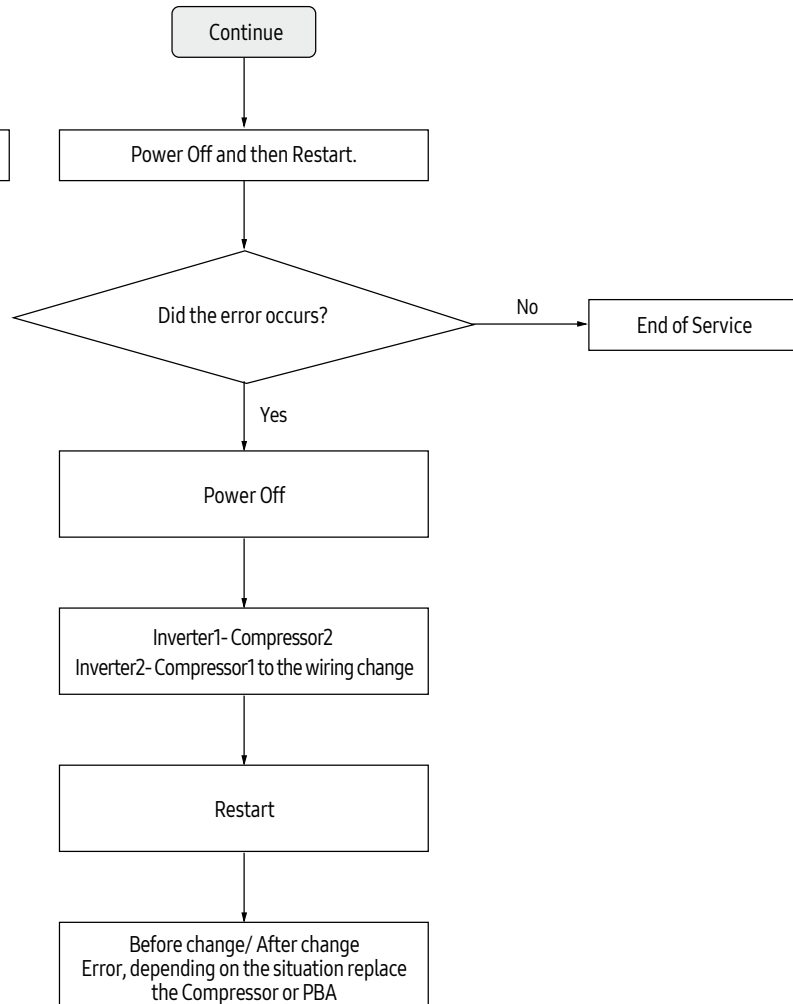 Continue
Power Off and then Restart.
Did the error occurs?
No
End of Service
Yes
Power Off
Inverter1- Compressor2
Inverter2- Compressor1 to the wiring change
Restart
Before change/ After change
Error, depending on the situation replace
the Compressor or PBA